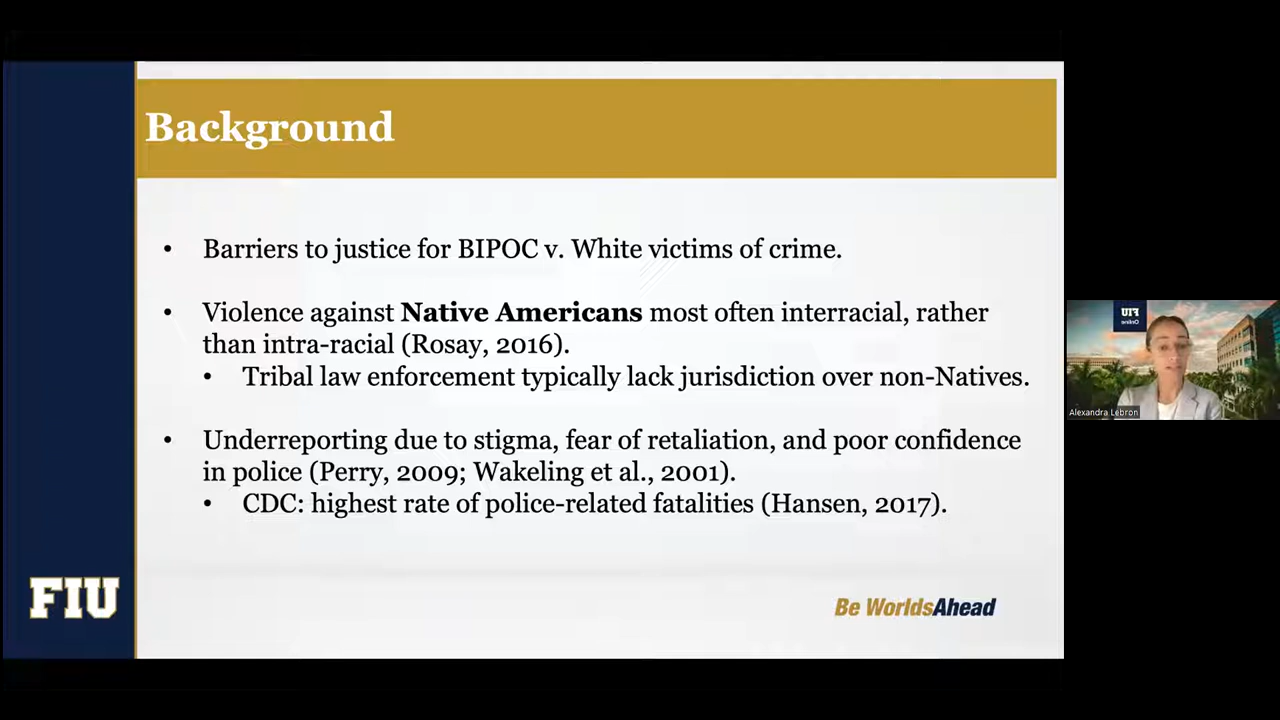 Background
• Barriers to justice for BIPOC v. White victims of crime.
• Violence against Native Americans most often interracial, rather
than intra-racial (Rosay, 2016).
• Tribal law enforcement typically lack jurisdiction over non-Natives.
• Underreporting due to stigma, fear of retaliation, and poor confidence
in police (Perry, 2009; Wakeling et al., 2001).
• CDC: highest rate of police-related fatalities (Hansen, 2017).
FIU
Be WorldsAhead
FIU
Online
Alexandra Lebron